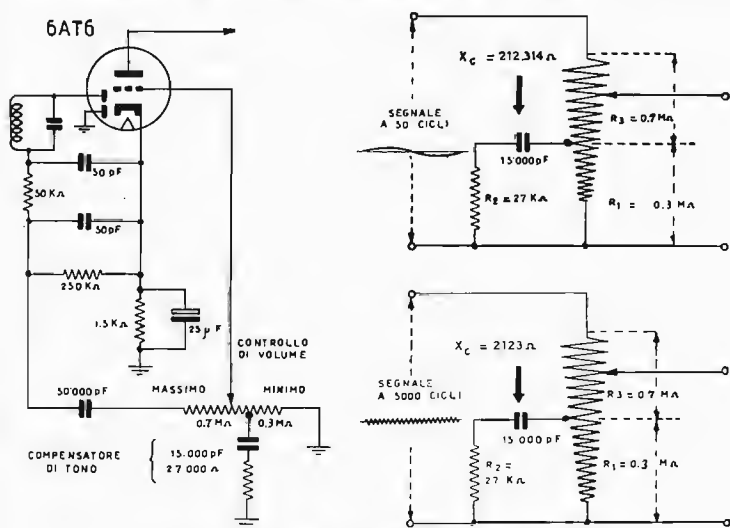 6AT6
50 pF
50 KΩ
50 pF
250 KΩ
1.5 KΩ
25 µF
CONTROLLO
DI VOLUME
50'000 pF
MASSIMO
MINIMO
0.7 MΩ
0.3 MΩ
COMPENSATORE
DI TONO
15.000 pF
27.000 Ω
XC = 212.314 Ω
SEGNALE
A 50 CICLI
15'000 pF
R2 = 27 KΩ
R3 = 0.7 MΩ
R1 = 0.3 MΩ
XC = 2123 Ω
SEGNALE
A 5000 CICLI
15.000 pF
R2 =
27 KΩ
R3 = 0.7 MΩ
R1 = 0.3 MΩ